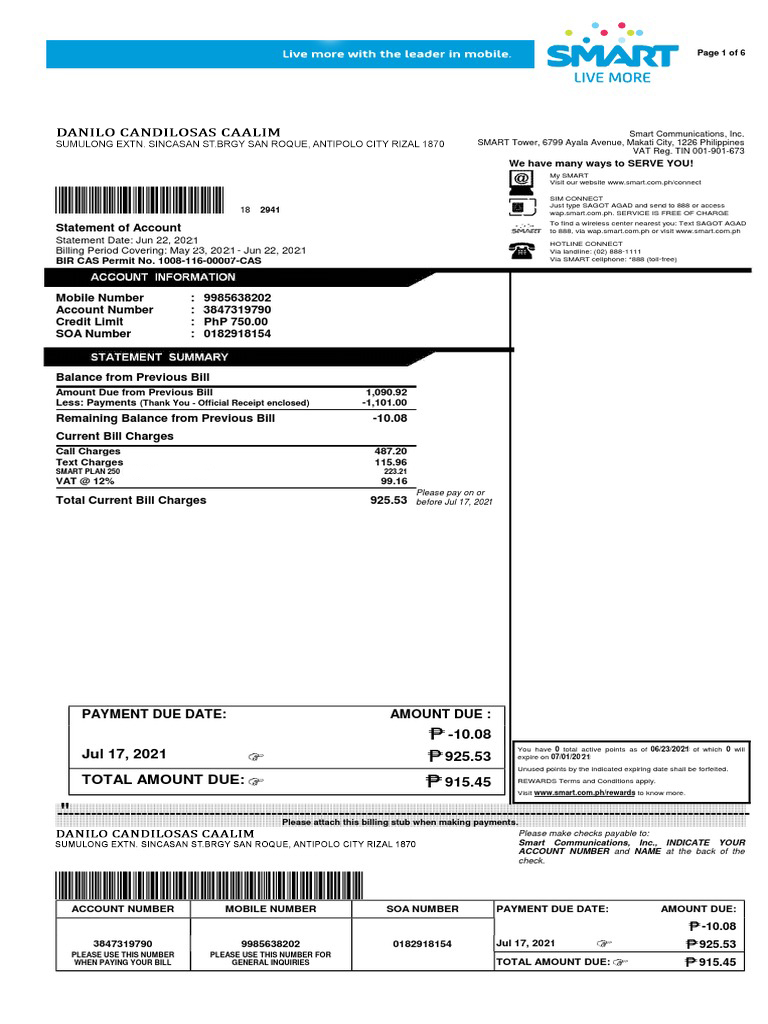 Live more with the leader in mobile.
SMART
LIVE MORE
Page 1 of 6
DANILO CANDILOSAS CAALIM
SUMULONG EXTN. SINCASAN ST.BRGY SAN ROQUE, ANTIPOLO CITY RIZAL 1870
Smart Communications, Inc.
SMART Tower, 6799 Ayala Avenue, Makati City, 1226 Philippines
VAT Reg. TIN 001-901-673
We have many ways to SERVE YOU!
My SMART
Visit our website www.smart.com.ph/connect
SIM CONNECT
Just type SAGOT AGAD and send to 888 or access
wap.smart.com.ph. SERVICE IS FREE OF CHARGE
SMART
To find a wireless center nearest you: Text SAGOT AGAD
to 888. via wap.smart.com.ph or visit www.smart.com.ph
HOTLINE CONNECT
Via landline: (02) 888-1111
Via SMART cellphone: *888 (toll-free)
18 2941
Statement of Account
Statement Date: Jun 22, 2021
Billing Period Covering: May 23, 2021 - Jun 22, 2021
BIR CAS Permit No. 1008-116-00007-CAS
ACCOUNT INFORMATION
Mobile Number : 9985638202
Account Number : 3847319790
Credit Limit : PhP 750.00
SOA Number : 0182918154
STATEMENT SUMMARY
Balance from Previous Bill
Amount Due from Previous Bill 1,090.92
Less: Payments (Thank You - Official Receipt enclosed) -1,101.00
Remaining Balance from Previous Bill -10.08
Current Bill Charges
Call Charges 487.20
Text Charges 115.96
SMART PLAN 250 223.21
VAT @ 12% 99.16
Total Current Bill Charges 925.53
Please pay on or
before Jul 17, 2021
PAYMENT DUE DATE: AMOUNT DUE :
₱ -10.08
Jul 17, 2021 ☞ ₱ 925.53
TOTAL AMOUNT DUE: ☞ ₱ 915.45
You have 0 total active points as of 06/23/2021 of which 0 will
expire on 07/01/2021
Unused points by the indicated expiring date shall be forfeited.
REWARDS Terms and Conditions apply.
Visit www.smart.com.ph/rewards to know more.
"
Please attach this billing stub when making payments.
DANILO CANDILOSAS CAALIM
SUMULONG EXTN. SINCASAN ST.BRGY SAN ROQUE, ANTIPOLO CITY RIZAL 1870
Please make checks payable to:
Smart Communications, Inc., INDICATE YOUR
ACCOUNT NUMBER and NAME at the back of the
check.
ACCOUNT NUMBER MOBILE NUMBER SOA NUMBER PAYMENT DUE DATE: AMOUNT DUE:
₱ -10.08
3847319790 9985638202 0182918154 Jul 17, 2021 ☞ ₱ 925.53
PLEASE USE THIS NUMBER PLEASE USE THIS NUMBER FOR
WHEN PAYING YOUR BILL GENERAL INQUIRIES TOTAL AMOUNT DUE: ☞ ₱ 915.45